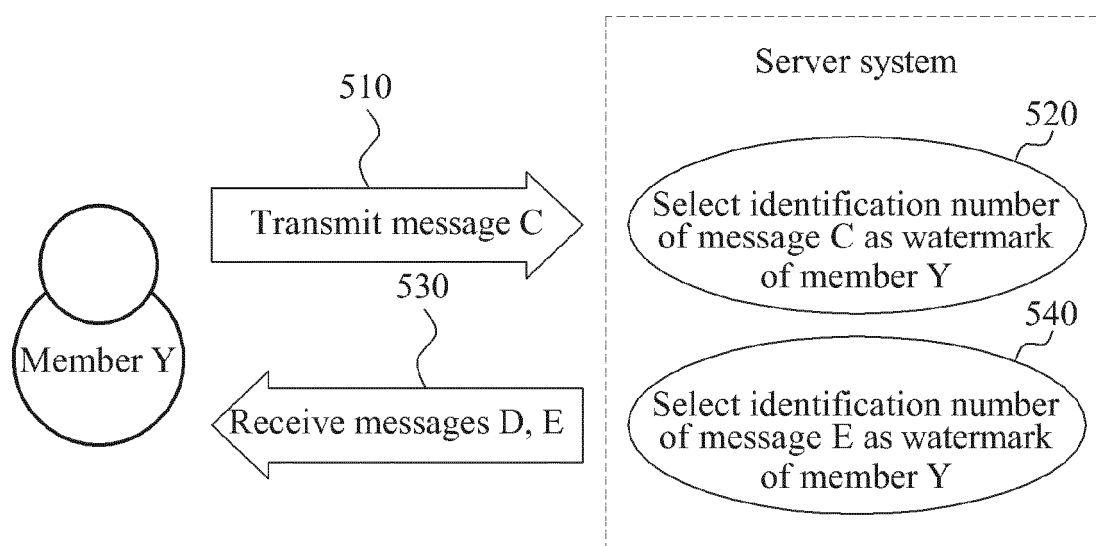 Server system
510
520
Transmit message C
Select identification number
of message C as watermark
of member Y
530
540
Member Y
Receive messages D, E
Select identification number
of message E as watermark
of member Y